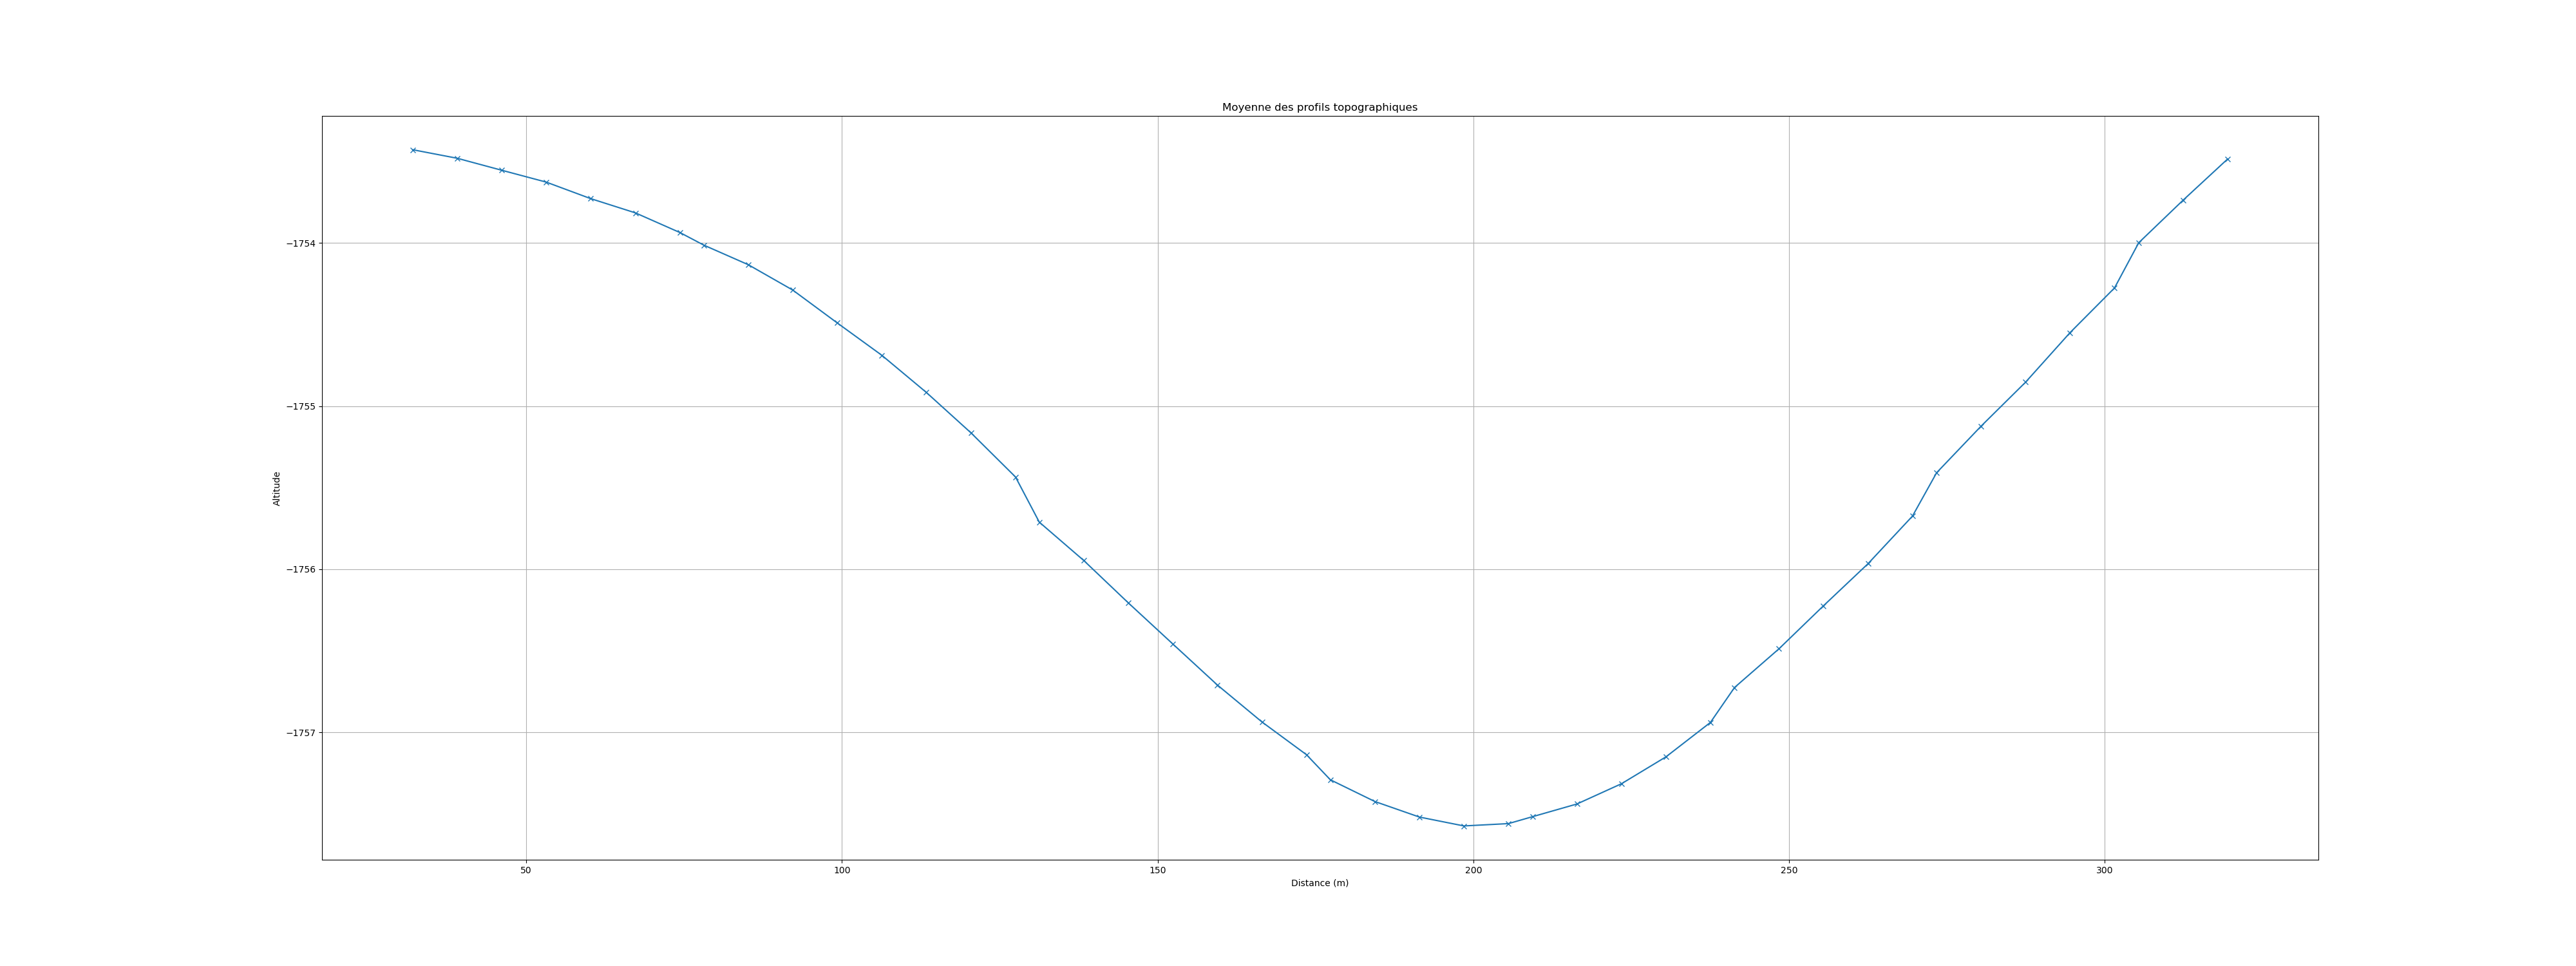 Moyenne des profils topographiques
Altitude
−1754
−1755
−1756
−1757
50 100 150 200 250 300
Distance (m)